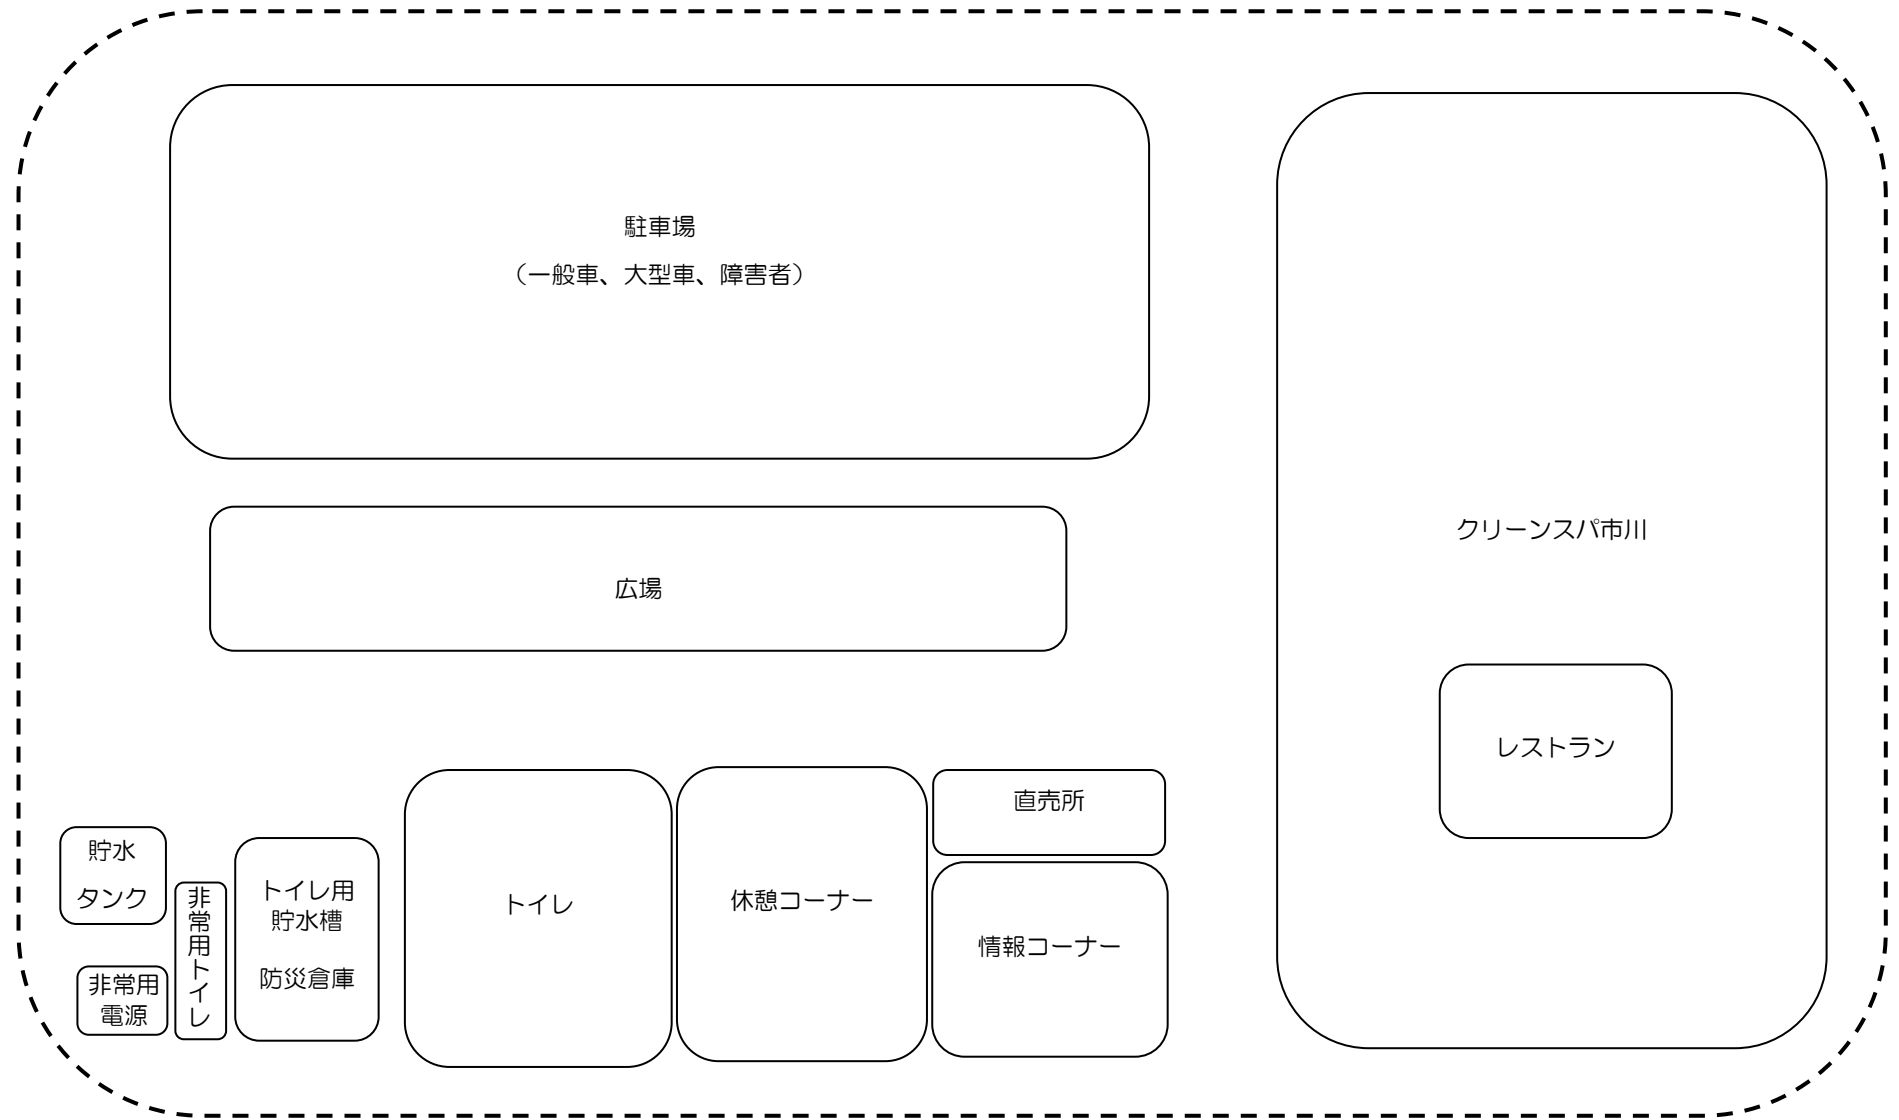 駐車場
（一般車、大型車、障害者）
広場
クリーンスパ市川
レストラン
貯水
タンク
非常用
電源
非常用トイレ
トイレ用
貯水槽
防災倉庫
トイレ
休憩コーナー
直売所
情報コーナー